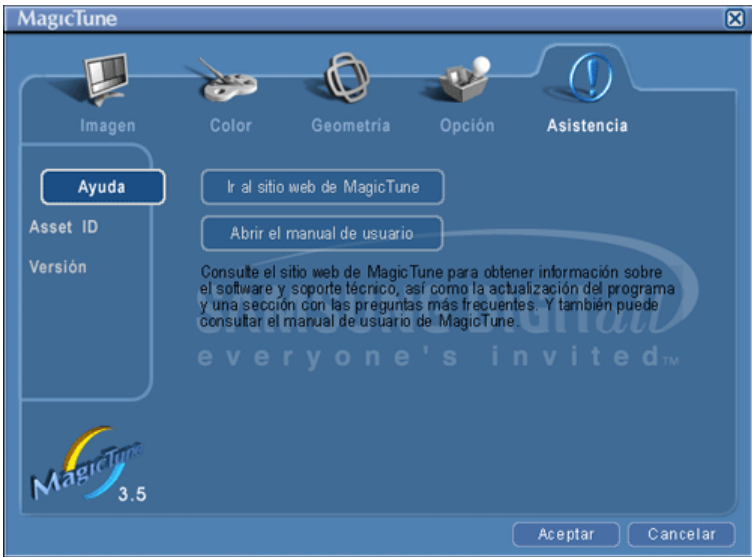 MagicTune
Imagen
Color
Geometría
Opción
Asistencia
Ayuda
Asset ID
Versión
Ir al sitio web de MagicTune
Abrir el manual de usuario
Consulte el sitio web de MagicTune para obtener información sobre
el software y soporte técnico, así como la actualización del programa
y una sección con las preguntas más frecuentes. Y también puede
consultar el manual de usuario de MagicTune.
SAMSUNG DIGITall
everyone's invited™
MagicTune
3.5
Aceptar
Cancelar